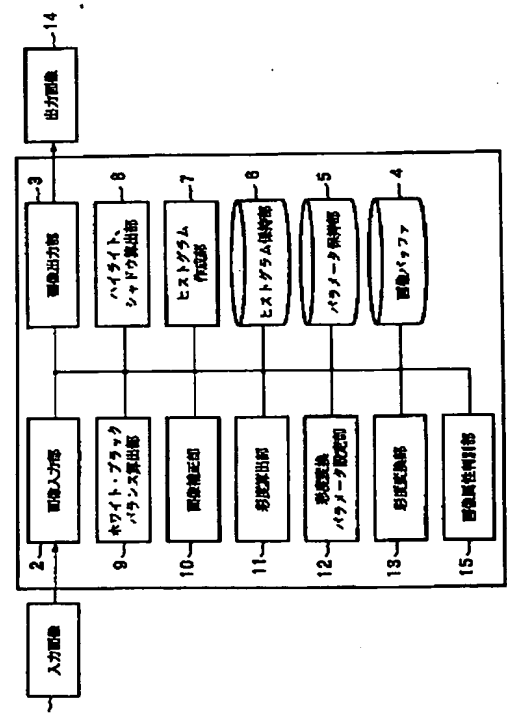 入力画像
2
画像入力部
画像出力部
3
出力画像
14
9
ホワイト・ブラック
バランス算出部
ハイライト、
シャドウ算出部
8
10
画像補正部
ヒストグラム
作成部
7
11
彩度算出部
ヒストグラム保持部
6
12
彩度変換
パラメータ設定部
パラメータ保持部
5
13
彩度変換部
画像バッファ
4
15
画像属性判別部